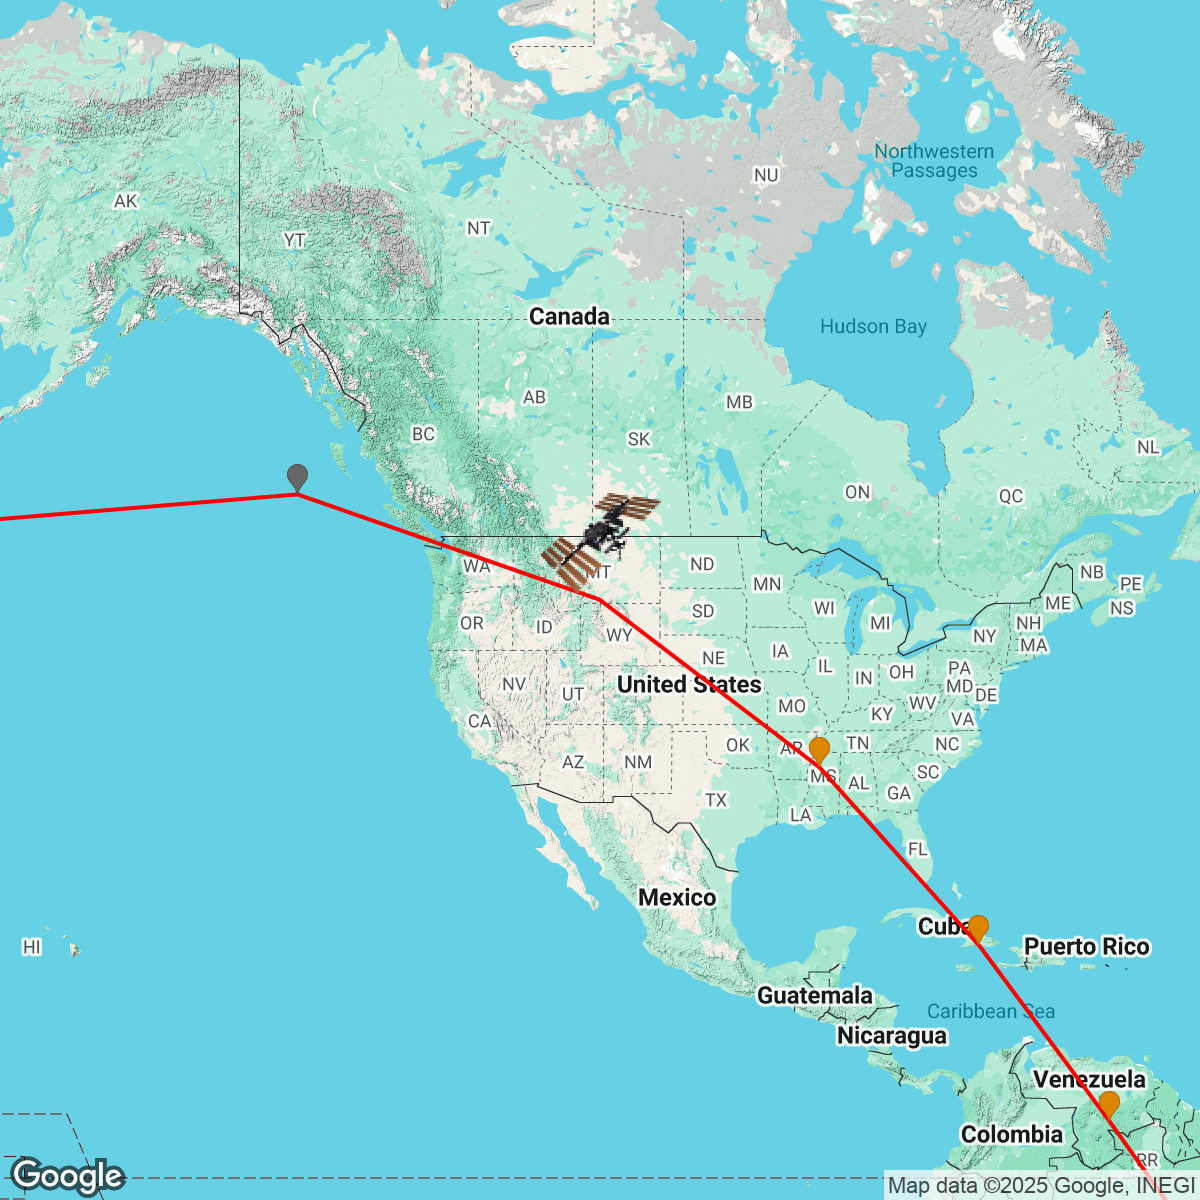 Northwestern
Passages
NU
AK
NT
YT
Canada
Hudson Bay
AB
MB
BC
SK
NL
ON
QC
WA
MT
ND
MN
NB
PE
ME
NS
SD
WI
MI
OR
ID
WY
NH
NY
MA
NE
IA
IL
IN
OH
PA
NV
UT
United States
MD
DE
MO
KY
WV
VA
CA
OK
AR
TN
NC
AZ
NM
MS
AL
SC
TX
LA
GA
FL
Mexico
Cuba
HI
Puerto Rico
Guatemala
Caribbean Sea
Nicaragua
Venezuela
Colombia
RR
Google
Map data ©2025 Google, INEGI